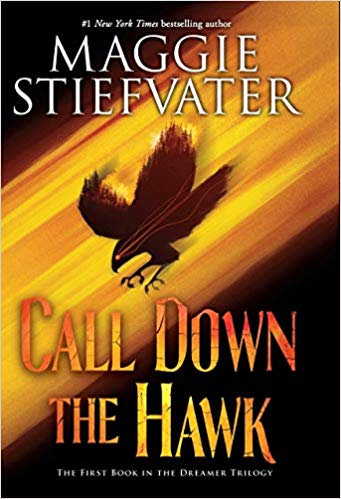 #1 New York Times bestselling author
MAGGIE
STIEFVATER
CALL DOWN
THE HAWK
THE FIRST BOOK IN THE DREAMER TRILOGY